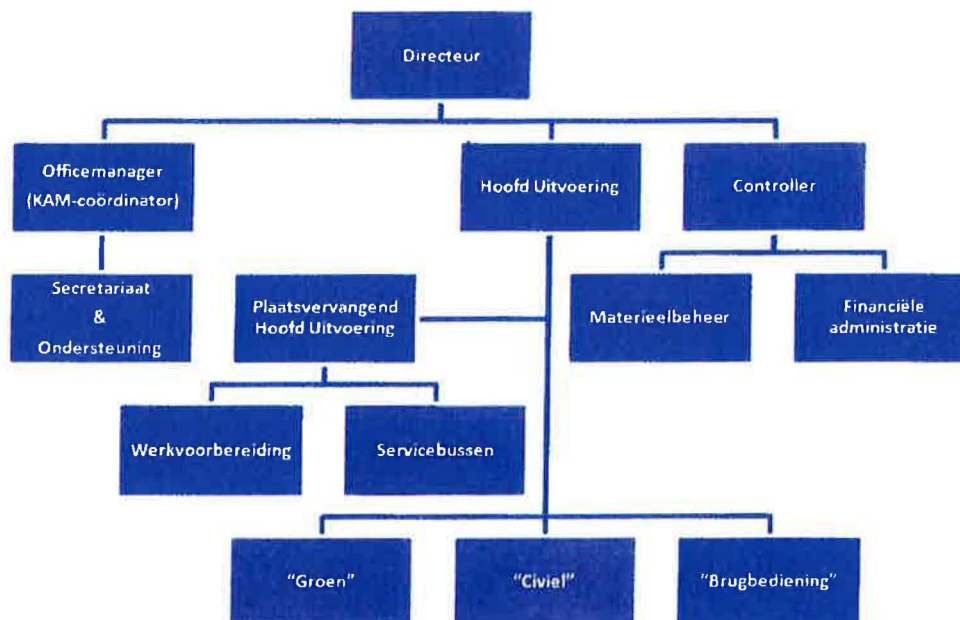 Directeur
Officemanager
(KAM-coördinator)
Hoofd Uitvoering
Controller
Secretariaat
&
Ondersteuning
Plaatsvervangend
Hoofd Uitvoering
Materieelbeheer
Financiële
administratie
Werkvoorbereiding
Servicebussen
"Groen"
"Civiel"
"Brugbediening"